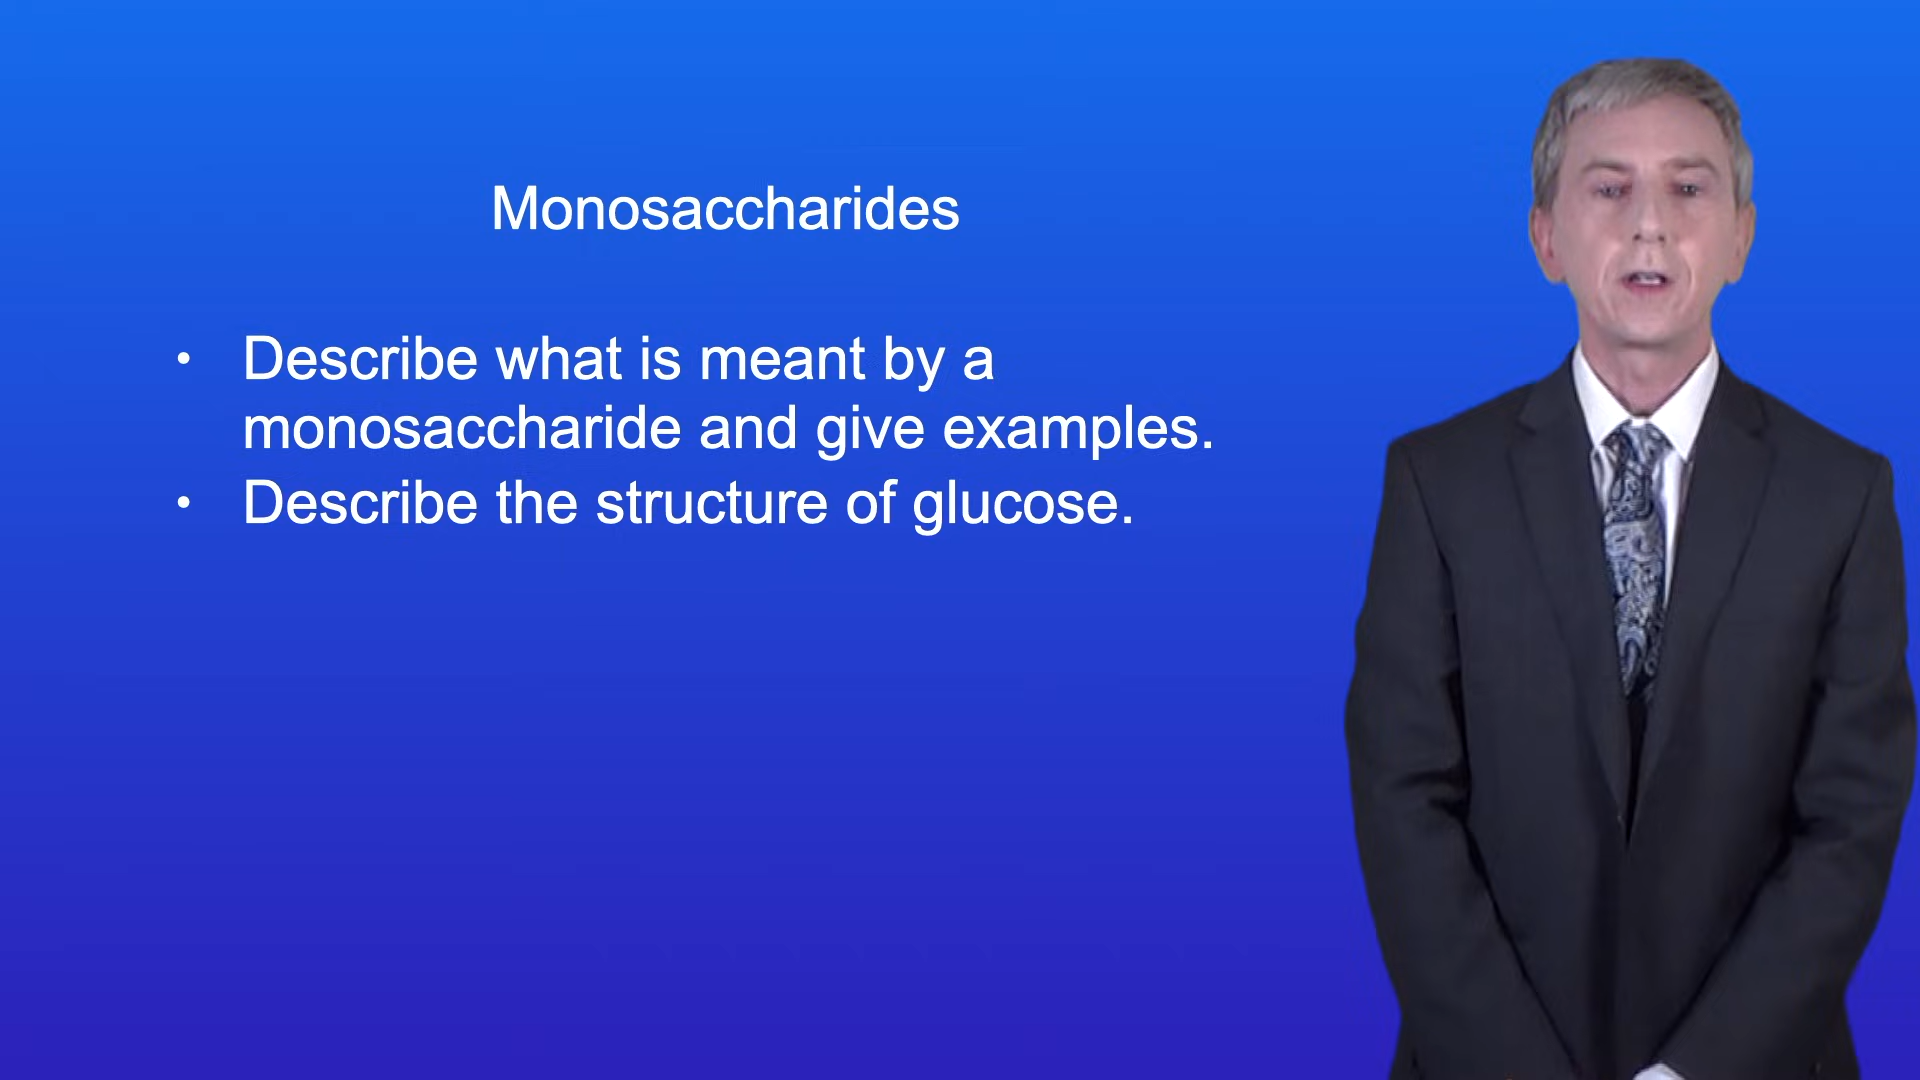 Monosaccharides
• Describe what is meant by a
monosaccharide and give examples.
• Describe the structure of glucose.